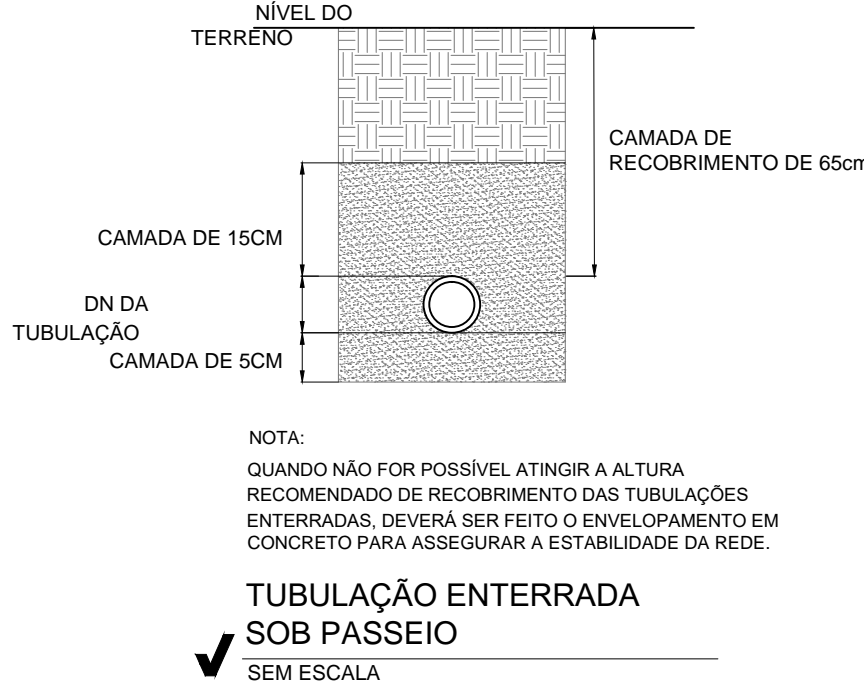 NÍVEL DO
TERRENO
CAMADA DE
RECOBRIMENTO DE 65cm
CAMADA DE 15CM
DN DA
TUBULAÇÃO
CAMADA DE 5CM
NOTA:
QUANDO NÃO FOR POSSÍVEL ATINGIR A ALTURA
RECOMENDADO DE RECOBRIMENTO DAS TUBULAÇÕES
ENTERRADAS, DEVERÁ SER FEITO O ENVELOPAMENTO EM
CONCRETO PARA ASSEGURAR A ESTABILIDADE DA REDE.
TUBULAÇÃO ENTERRADA
SOB PASSEIO
SEM ESCALA